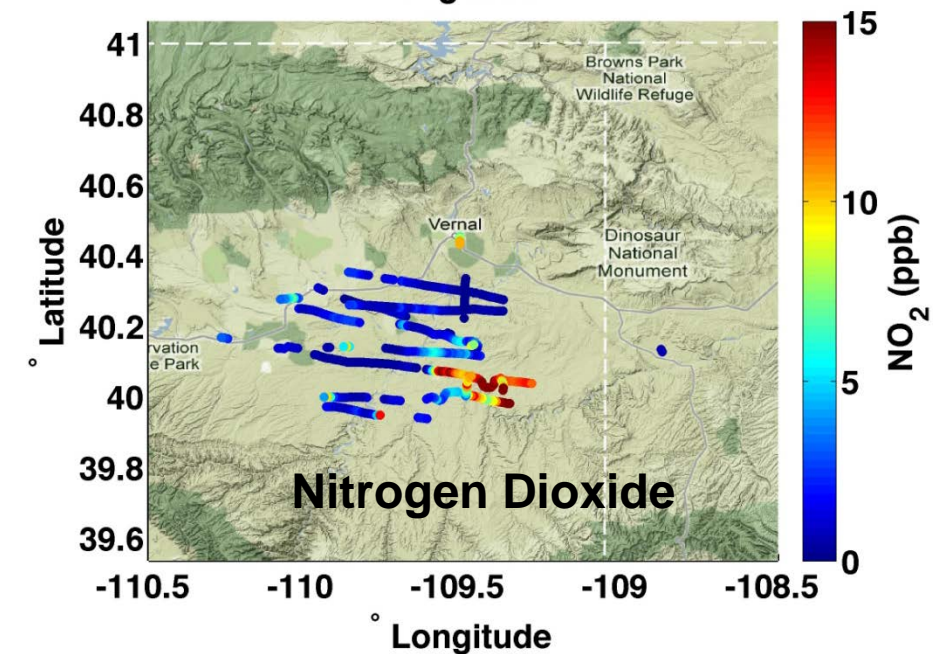 15
41
Browns Park
National
Wildlife Refuge
40.8
40.6
10
Vernal
40.4
Dinosaur
National
Monument
° Latitude
NO2 (ppb)
40.2
rvation
e Park
5
40
39.8
Nitrogen Dioxide
39.6
0
-110.5
-110
-109.5
-109
-108.5
° Longitude